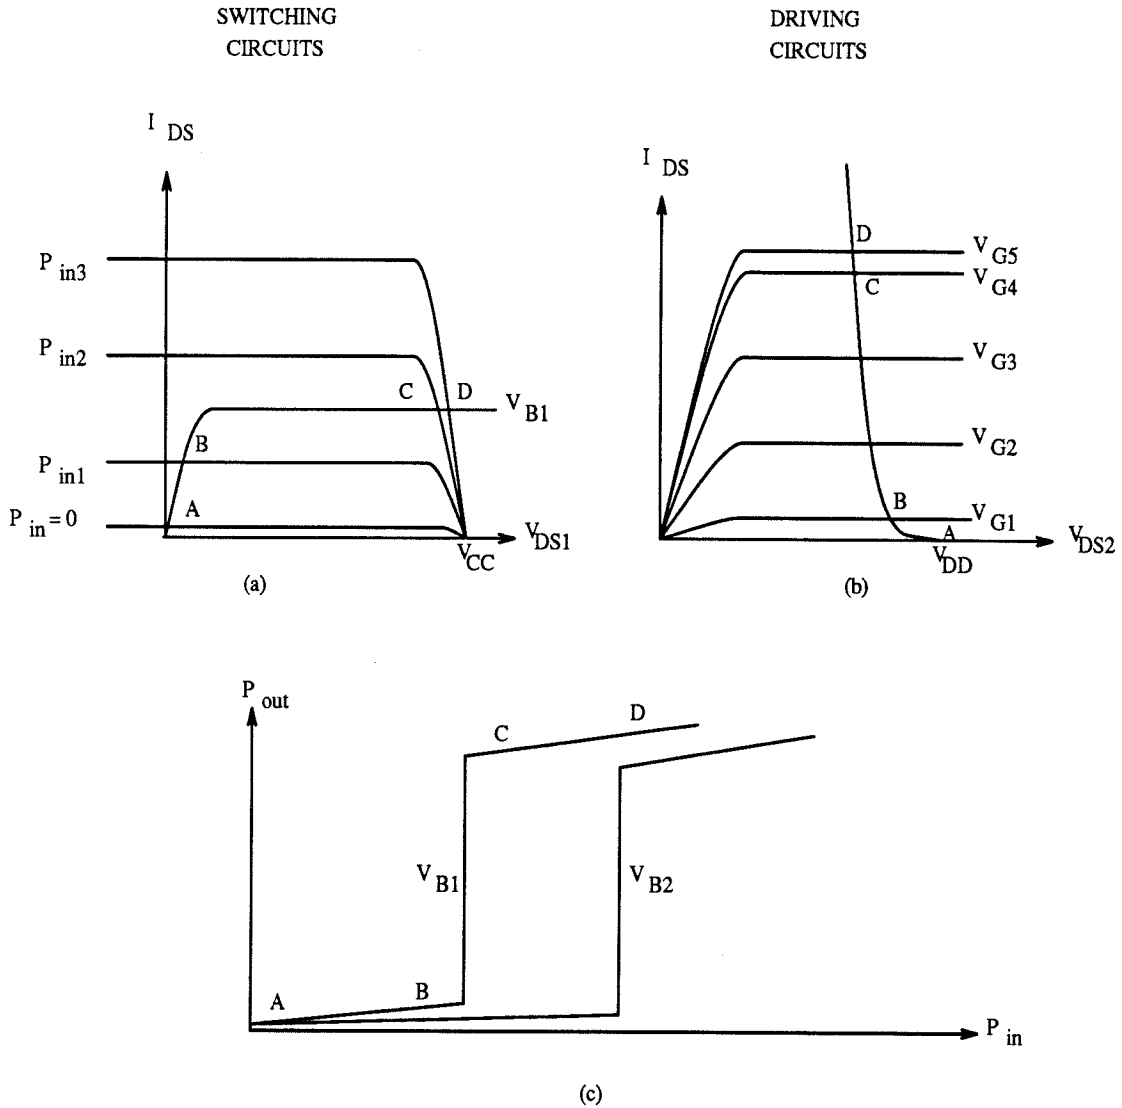 SWITCHING
CIRCUITS
DRIVING
CIRCUITS
I DS
P in3
P in2
C D
V B1
B
P in1
A
P in = 0
V DS1
V CC
(a)
I DS
D
V G5
C
V G4
V G3
V G2
B
V G1
A
V DS2
V DD
(b)
P out
C
D
V B1
V B2
A
B
P in
(c)